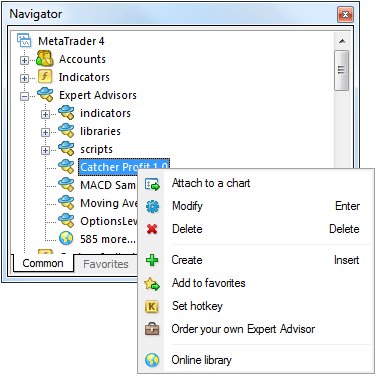 Navigator
MetaTrader 4
Accounts
Indicators
Expert Advisors
indicators
libraries
scripts
Catcher Profit 1.0
MACD Sam
Moving Ave
OptionsLev
585 more...
Common
Favorites
Attach to a chart
Modify Enter
Delete Delete
Create Insert
Add to favorites
Set hotkey
Order your own Expert Advisor
Online library